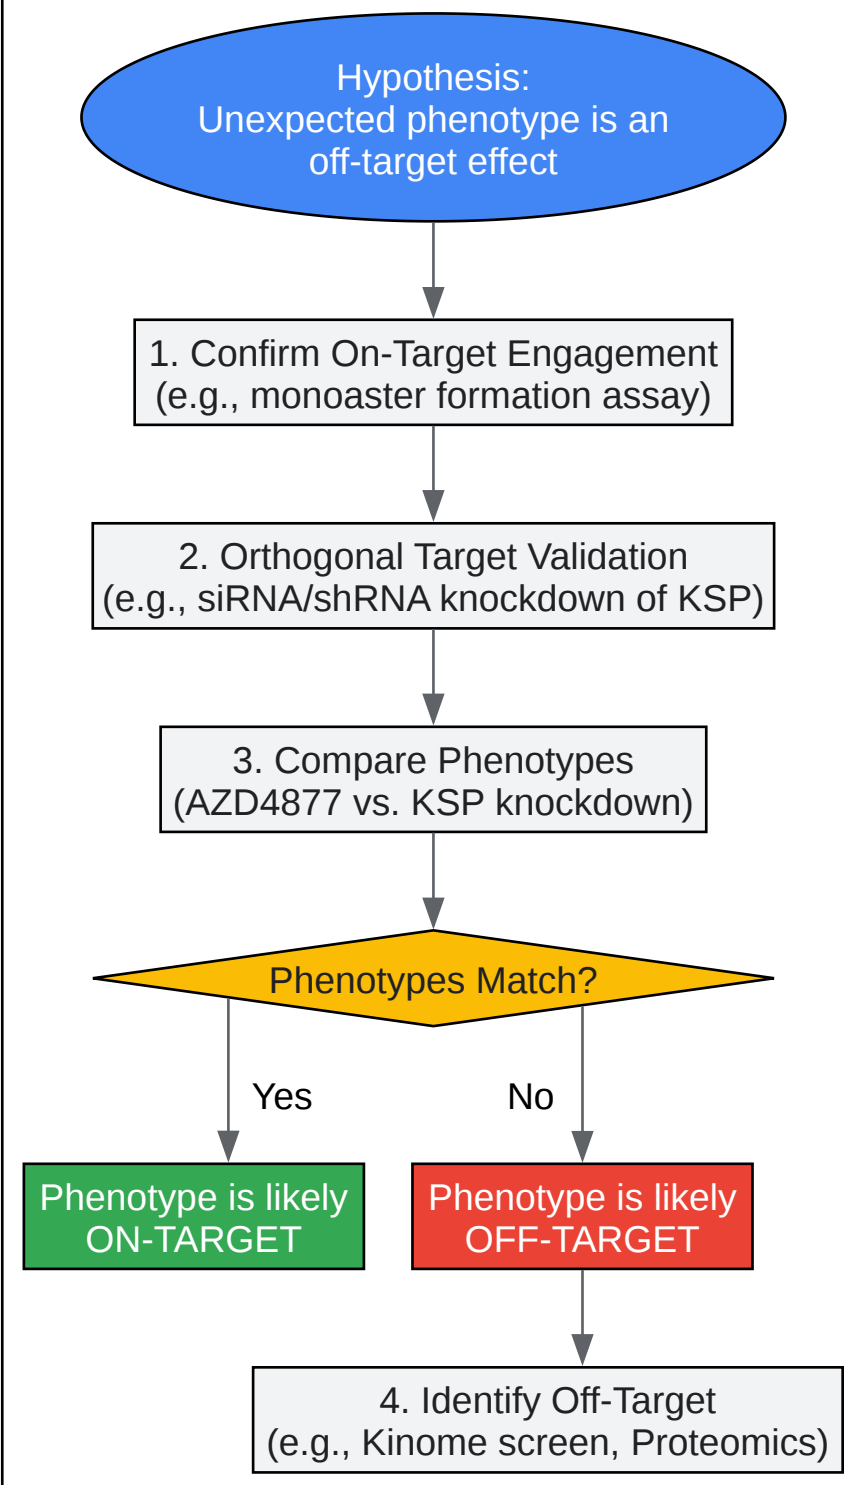 Hypothesis:
Unexpected phenotype is an
off-target effect
1. Confirm On-Target Engagement
(e.g., monoaster formation assay)
2. Orthogonal Target Validation
(e.g., siRNA/shRNA knockdown of KSP)
3. Compare Phenotypes
(AZD4877 vs. KSP knockdown)
Phenotypes Match?
Yes
No
Phenotype is likely
ON-TARGET
Phenotype is likely
OFF-TARGET
4. Identify Off-Target
(e.g., Kinome screen, Proteomics)